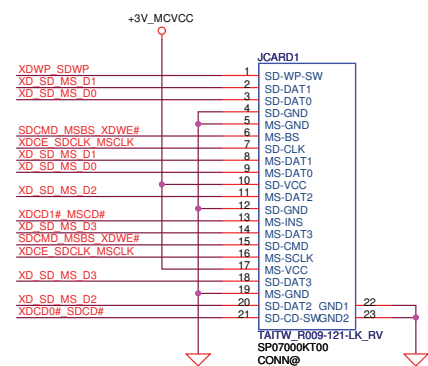 +3V_MCVCC
JCARD1
XDWP_SDWP 1 SD-WP-SW
XD_SD_MS_D1 2 SD-DAT1
XD_SD_MS_D0 3 SD-DAT0
4 SD-GND
5 MS-GND
SDCMD_MSBS_XDWE# 6 MS-BS
XDCE_SDCLK_MSCLK 7 SD-CLK
XD_SD_MS_D1 8 MS-DAT1
XD_SD_MS_D0 9 MS-DAT0
10 SD-VCC
XD_SD_MS_D2 11 MS-DAT2
12 SD-GND
XDCD1#_MSCD# 13 MS-INS
XD_SD_MS_D3 14 MS-DAT3
SDCMD_MSBS_XDWE# 15 SD-CMD
XDCE_SDCLK_MSCLK 16 MS-SCLK
17 MS-VCC
XD_SD_MS_D3 18 SD-DAT3
19 MS-GND
XD_SD_MS_D2 20 SD-DAT2 GND1 22
XDCD0#_SDCD# 21 SD-CD-SW GND2 23
TAITW_R009-121-LK_RV
SP07000KT00
CONN@